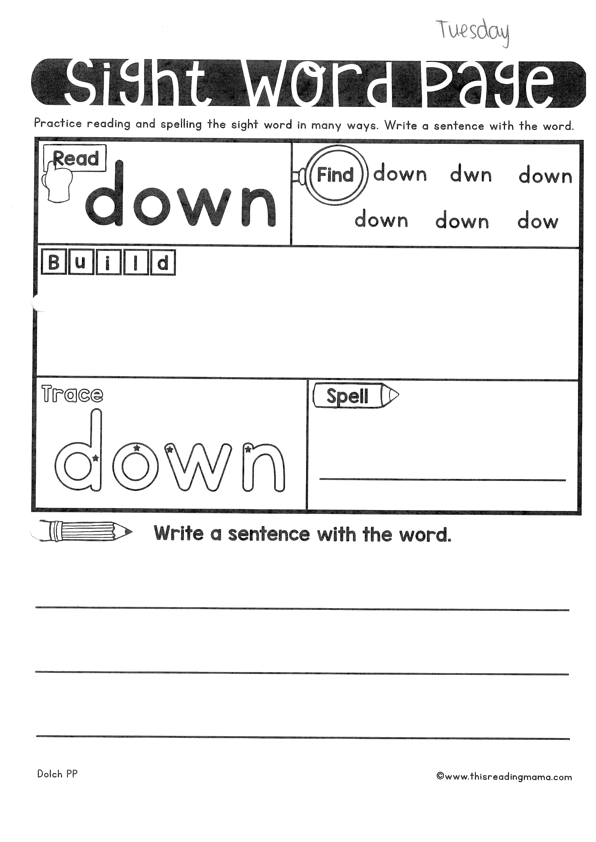 Tuesday
Sight Word Page
Practice reading and spelling the sight word in many ways. Write a sentence with the word.
Read
down
Find down dwn down
down down dow
Build
Trace
down
Spell
Write a sentence with the word.
Dolch PP
©www.thisreadingmama.com